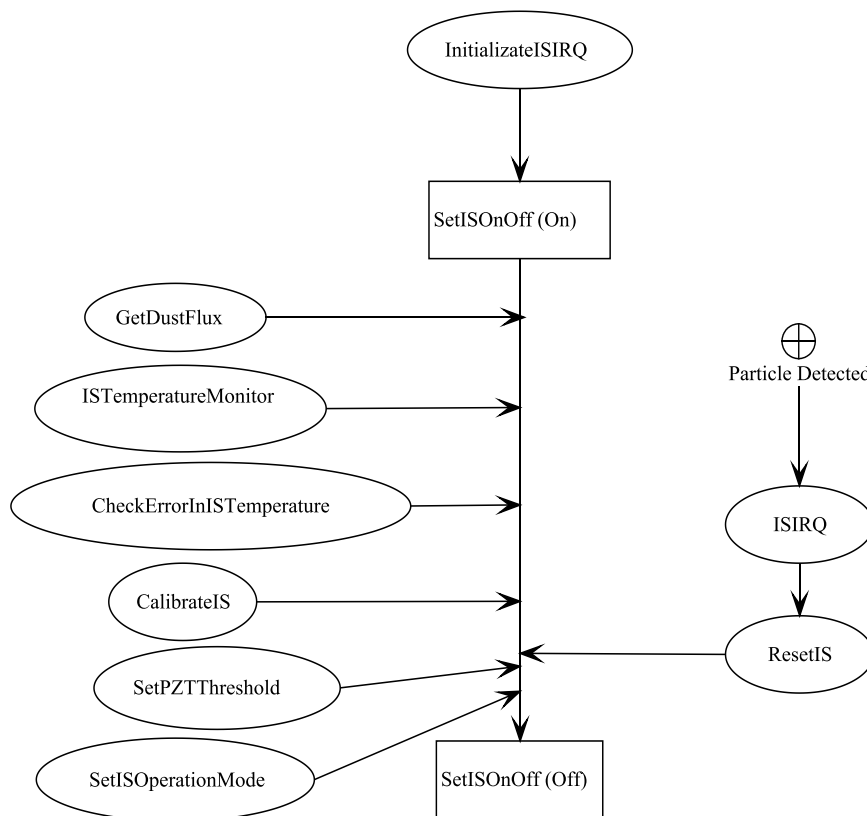 InitializateISIRQ
SetISOnOff (On)
GetDustFlux
Particle Detected
ISTemperatureMonitor
CheckErrorInISTemperature
ISIRQ
CalibrateIS
ResetIS
SetPZTThreshold
SetISOperationMode
SetISOnOff (Off)